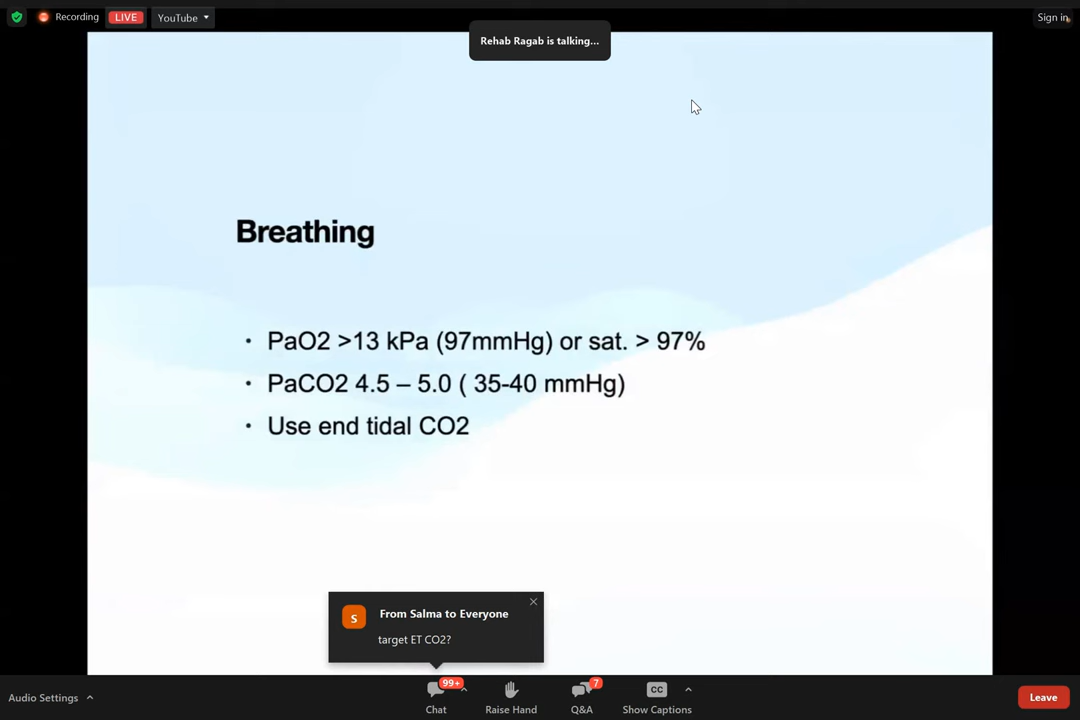 Recording
LIVE
YouTube
Sign in
Rehab Ragab is talking...
Breathing
· PaO2 >13 kPa (97mmHg) or sat. > 97%
· PaCO2 4.5 – 5.0 ( 35-40 mmHg)
· Use end tidal CO2
S
From Salma to Everyone
target ET CO2?
Audio Settings
99+
Chat
Raise Hand
7
Q&A
CC
Show Captions
Leave